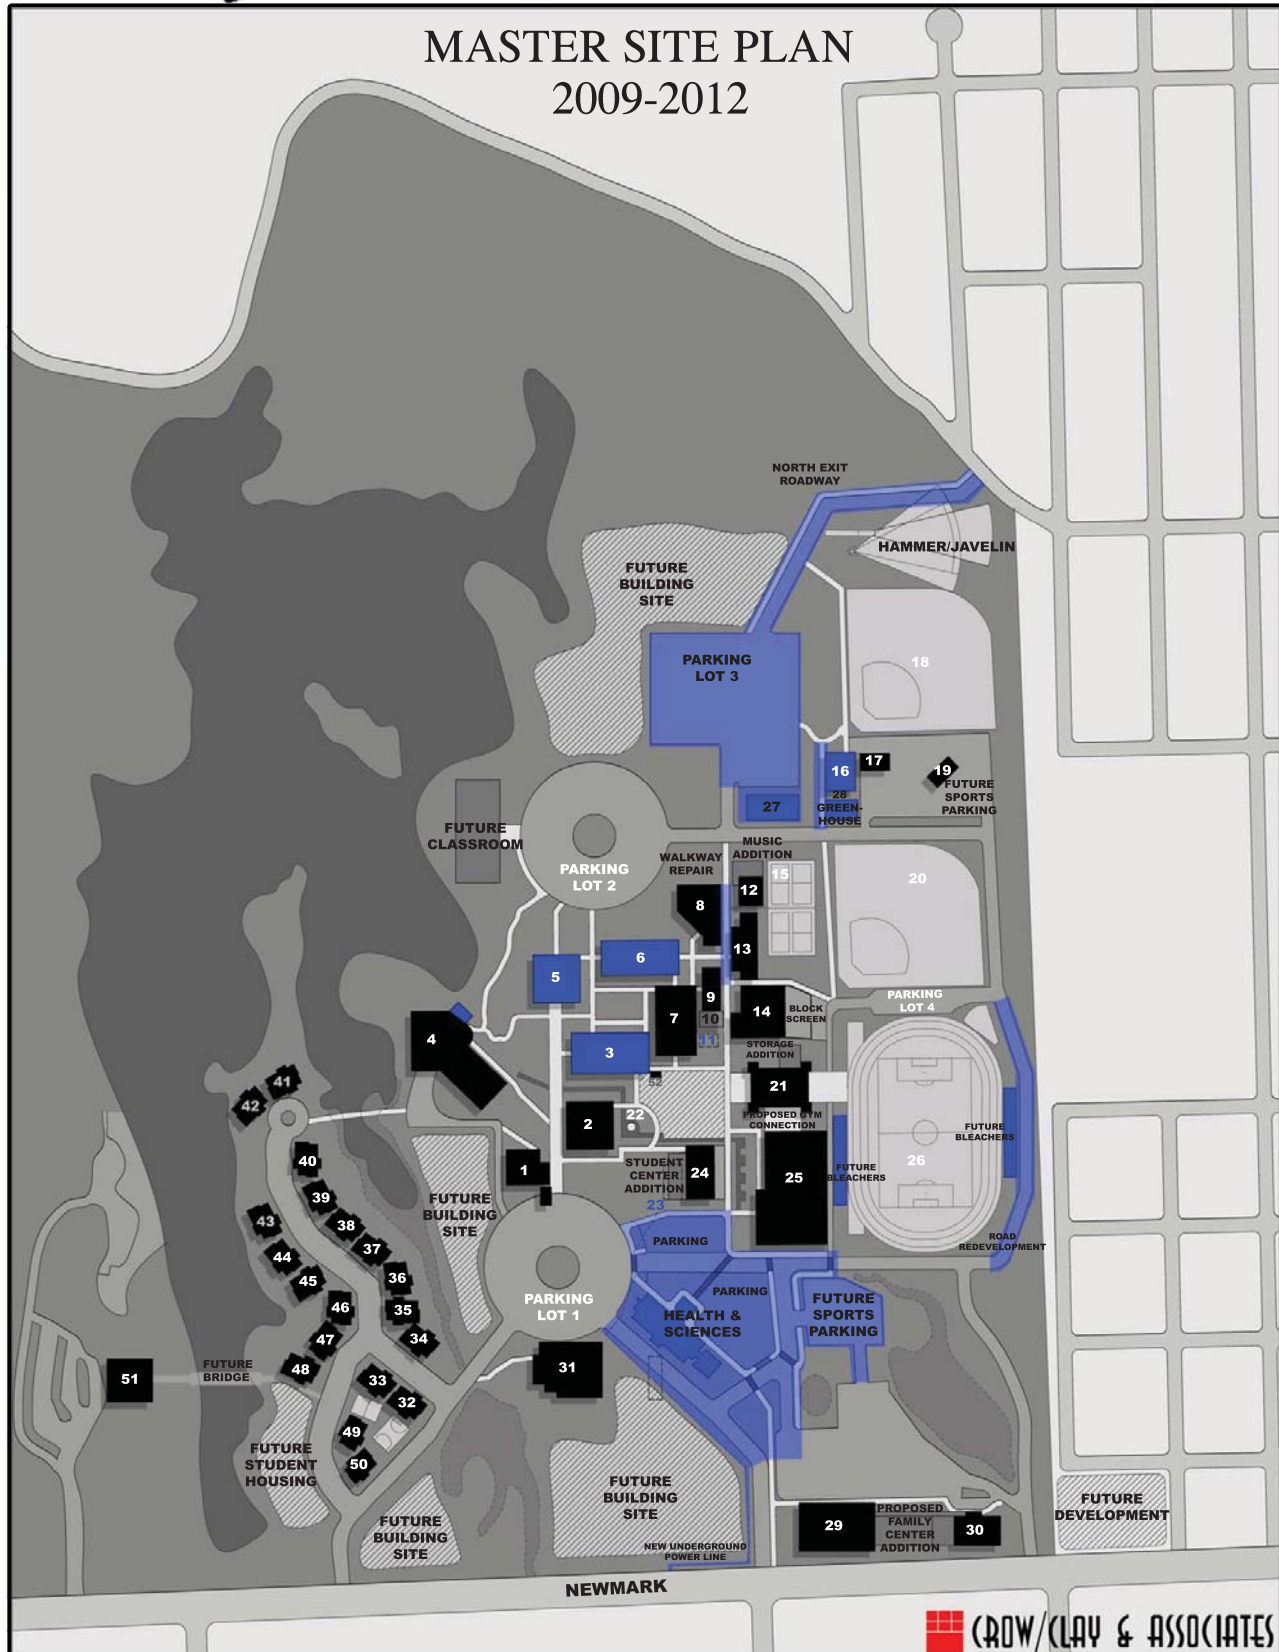 MASTER SITE PLAN
2009-2012
NORTH EXIT
ROADWAY
HAMMER/JAVELIN
FUTURE
BUILDING
SITE
PARKING
LOT 3
18
16
17
19
FUTURE
SPORTS
PARKING
28
GREEN-
HOUSE
27
FUTURE
CLASSROOM
PARKING
LOT 2
WALKWAY
REPAIR
MUSIC
ADDITION
15
12
20
8
13
6
5
9
10
11
7
14
BLOCK
SCREEN
PARKING
LOT 4
4
3
STORAGE
ADDITION
52
21
41
42
22
2
PROPOSED GYM
CONNECTION
FUTURE
BLEACHERS
26
FUTURE
BLEACHERS
40
1
STUDENT
CENTER
ADDITION
24
25
39
43
38
FUTURE
BUILDING
SITE
23
PARKING
ROAD
REDEVELOPMENT
37
44
45
36
46
35
PARKING
LOT 1
PARKING
HEALTH &
SCIENCES
FUTURE
SPORTS
PARKING
47
34
48
51
FUTURE
BRIDGE
31
33
32
49
50
FUTURE
STUDENT
HOUSING
FUTURE
BUILDING
SITE
FUTURE
BUILDING
SITE
29
PROPOSED
FAMILY
CENTER
ADDITION
30
FUTURE
DEVELOPMENT
NEW UNDERGROUND
POWER LINE
NEWMARK
CROW/CLAY & ASSOCIATES